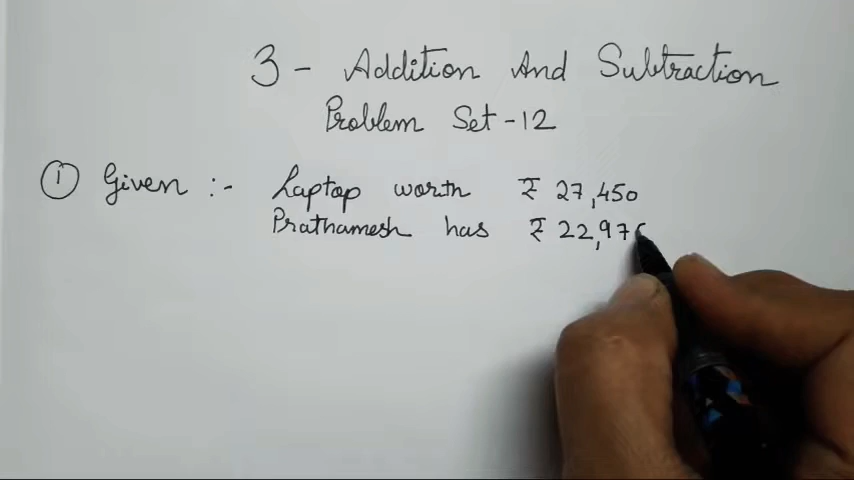 3 - Addition And Subtraction
Problem Set - 12
① Given :- Laptop worth ₹ 27,450
Prathamesh has ₹ 22,97